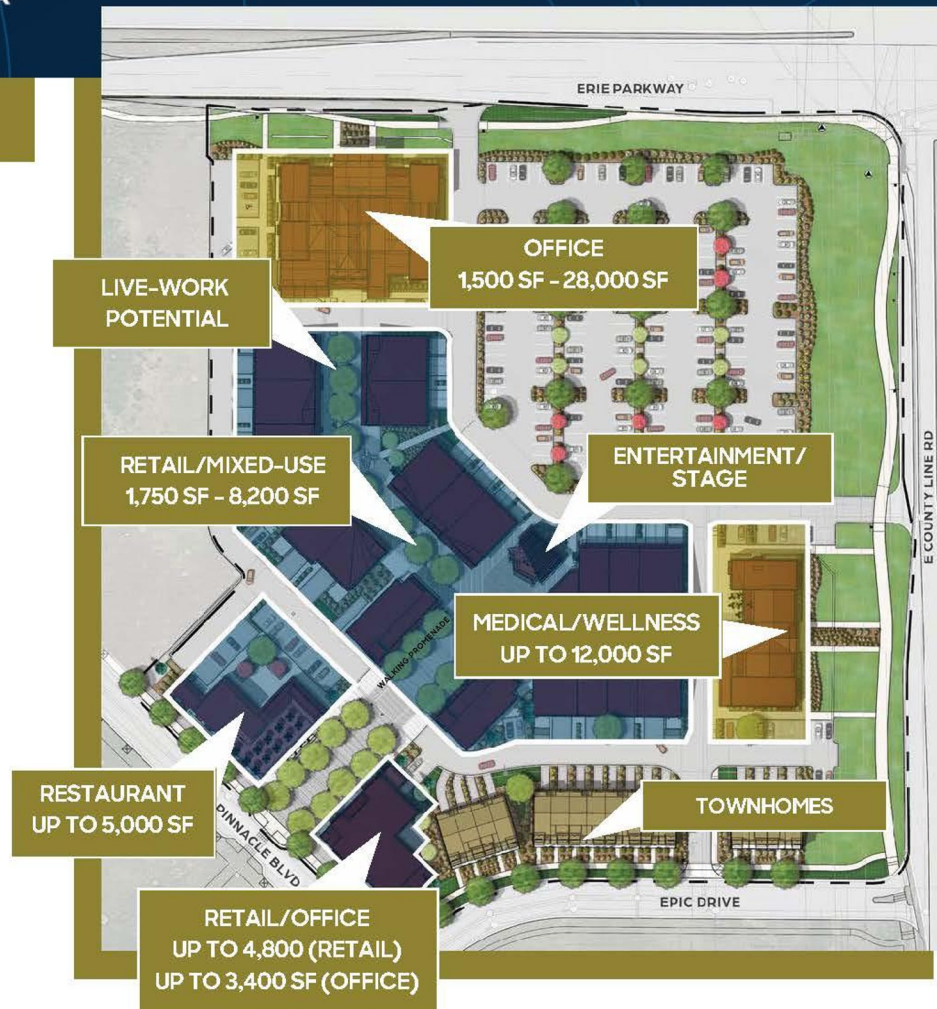 ERIE PARKWAY
OFFICE
1,500 SF – 28,000 SF
LIVE-WORK
POTENTIAL
RETAIL/MIXED-USE
1,750 SF – 8,200 SF
ENTERTAINMENT/
STAGE
E COUNTY LINE RD
MEDICAL/WELLNESS
UP TO 12,000 SF
WALKING PROMENADE
RESTAURANT
UP TO 5,000 SF
TOWNHOMES
PINNACLE BLVD
EPIC DRIVE
RETAIL/OFFICE
UP TO 4,800 (RETAIL)
UP TO 3,400 SF (OFFICE)